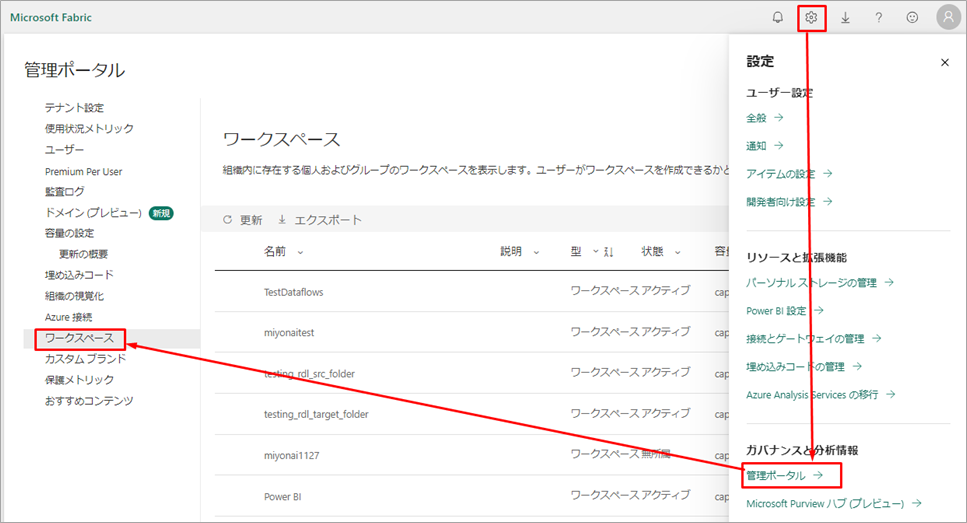 Microsoft Fabric
管理ポータル
テナント設定
使用状況メトリック
ユーザー
Premium Per User
監査ログ
ドメイン (プレビュー) 新規
容量の設定
更新の概要
埋め込みコード
組織の視覚化
Azure 接続
ワークスペース
カスタム ブランド
保護メトリック
おすすめコンテンツ
ワークスペース
組織内に存在する個人およびグループのワークスペースを表示します。ユーザーがワークスペースを作成できるかと
更新 エクスポート
名前 説明 型 状態 容量
TestDataflows ワークスペース アクティブ cap
miyonaitest ワークスペース アクティブ cap
testing_rdl_src_folder ワークスペース アクティブ cap
testing_rdl_target_folder ワークスペース アクティブ cap
miyonai1127 ワークスペース 無所属 cap
Power BI ワークスペース アクティブ cap
設定
ユーザー設定
全般
通知
アイテムの設定
開発者向け設定
リソースと拡張機能
パーソナル ストレージの管理
Power BI 設定
接続とゲートウェイの管理
埋め込みコードの管理
Azure Analysis Services の移行
ガバナンスと分析情報
管理ポータル
Microsoft Purview ハブ (プレビュー)